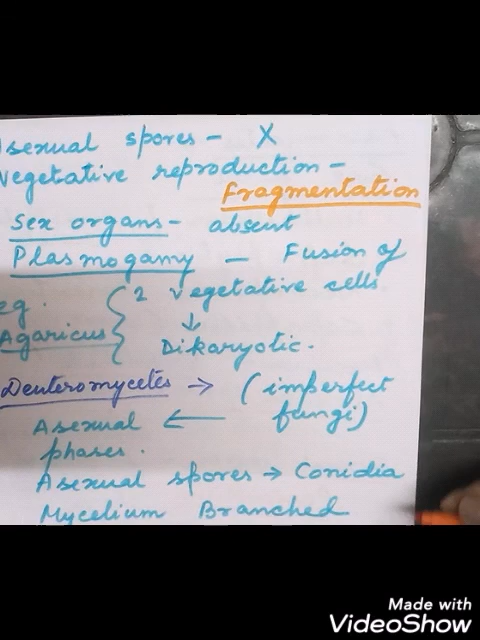 Asexual spores - X
Vegetative reproduction -
Fragmentation
Sex organs - absent
Plasmogamy - Fusion of
eg. { 2 vegetative cells
↓
Agaricus Dikaryotic.
Deuteromycetes → (imperfect
fungi)
Asexual ←
phases.
Asexual spores → Conidia
Mycelium Branched
Made with
VideoShow